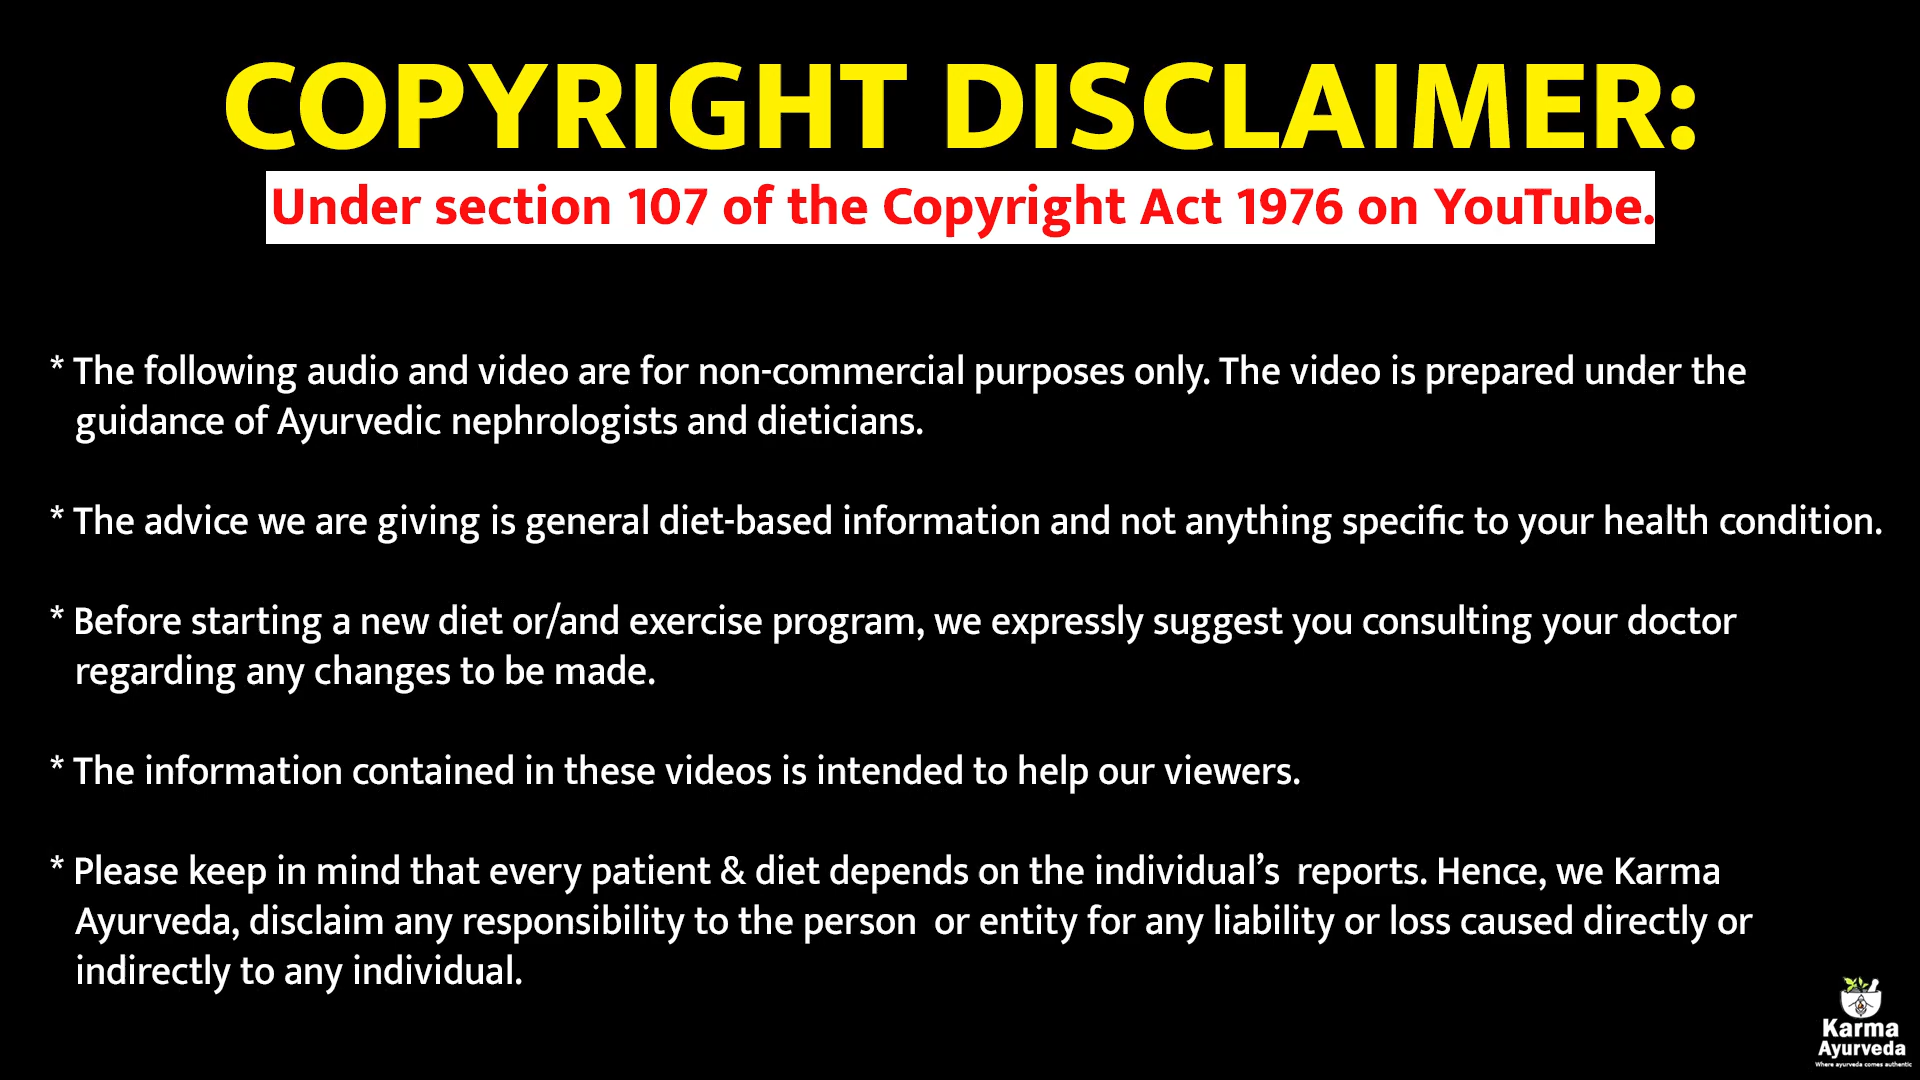 COPYRIGHT DISCLAIMER:
Under section 107 of the Copyright Act 1976 on YouTube.
* The following audio and video are for non-commercial purposes only. The video is prepared under the
guidance of Ayurvedic nephrologists and dieticians.
* The advice we are giving is general diet-based information and not anything specific to your health condition.
* Before starting a new diet or/and exercise program, we expressly suggest you consulting your doctor
regarding any changes to be made.
* The information contained in these videos is intended to help our viewers.
* Please keep in mind that every patient & diet depends on the individual’s  reports. Hence, we Karma
Ayurveda, disclaim any responsibility to the person  or entity for any liability or loss caused directly or
indirectly to any individual.
Karma
Ayurveda
Where ayurveda comes authentic